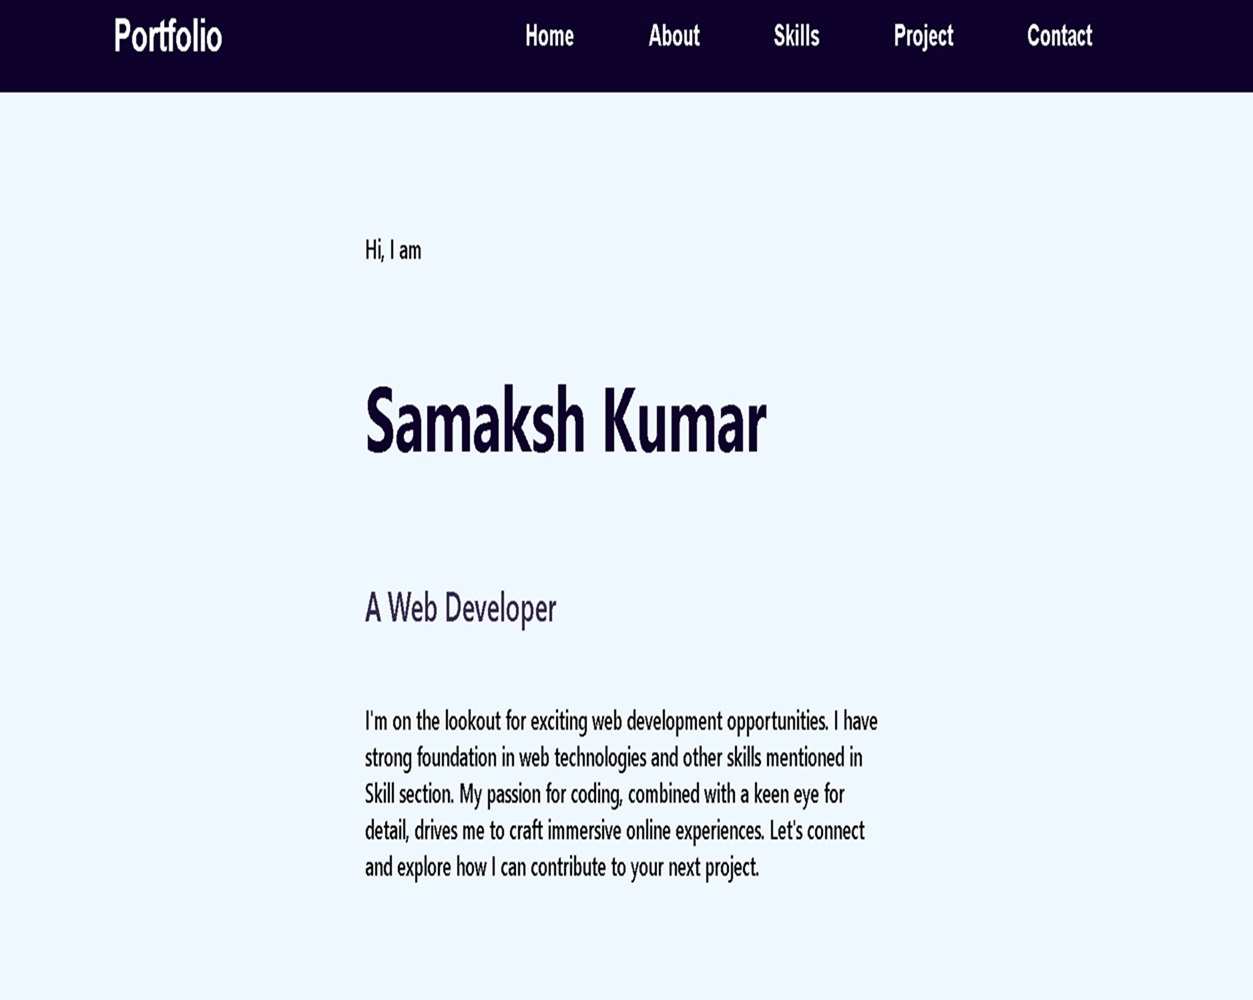 Portfolio Home About Skills Project Contact
Hi, I am
Samaksh Kumar
A Web Developer
I'm on the lookout for exciting web development opportunities. I have
strong foundation in web technologies and other skills mentioned in
Skill section. My passion for coding, combined with a keen eye for
detail, drives me to craft immersive online experiences. Let's connect
and explore how I can contribute to your next project.